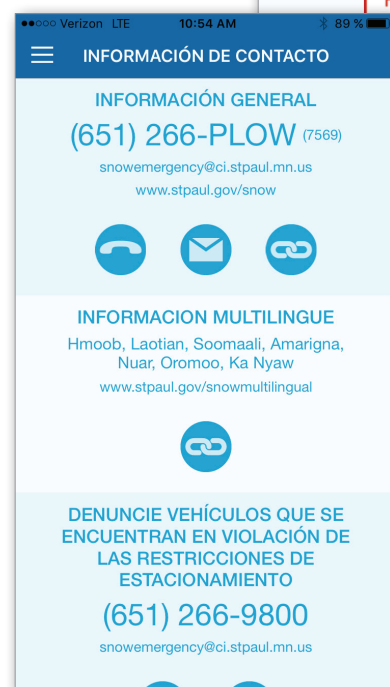 Verizon LTE 10:54 AM 89 %
INFORMACIÓN DE CONTACTO
INFORMACIÓN GENERAL
(651) 266-PLOW (7569)
snowemergency@ci.stpaul.mn.us
www.stpaul.gov/snow
INFORMACION MULTILINGUE
Hmoob, Laotian, Soomaali, Amarigna,
Nuar, Oromoo, Ka Nyaw
www.stpaul.gov/snowmultilingual
DENUNCIE VEHÍCULOS QUE SE
ENCUENTRAN EN VIOLACIÓN DE
LAS RESTRICCIONES DE
ESTACIONAMIENTO
(651) 266-9800
snowemergency@ci.stpaul.mn.us